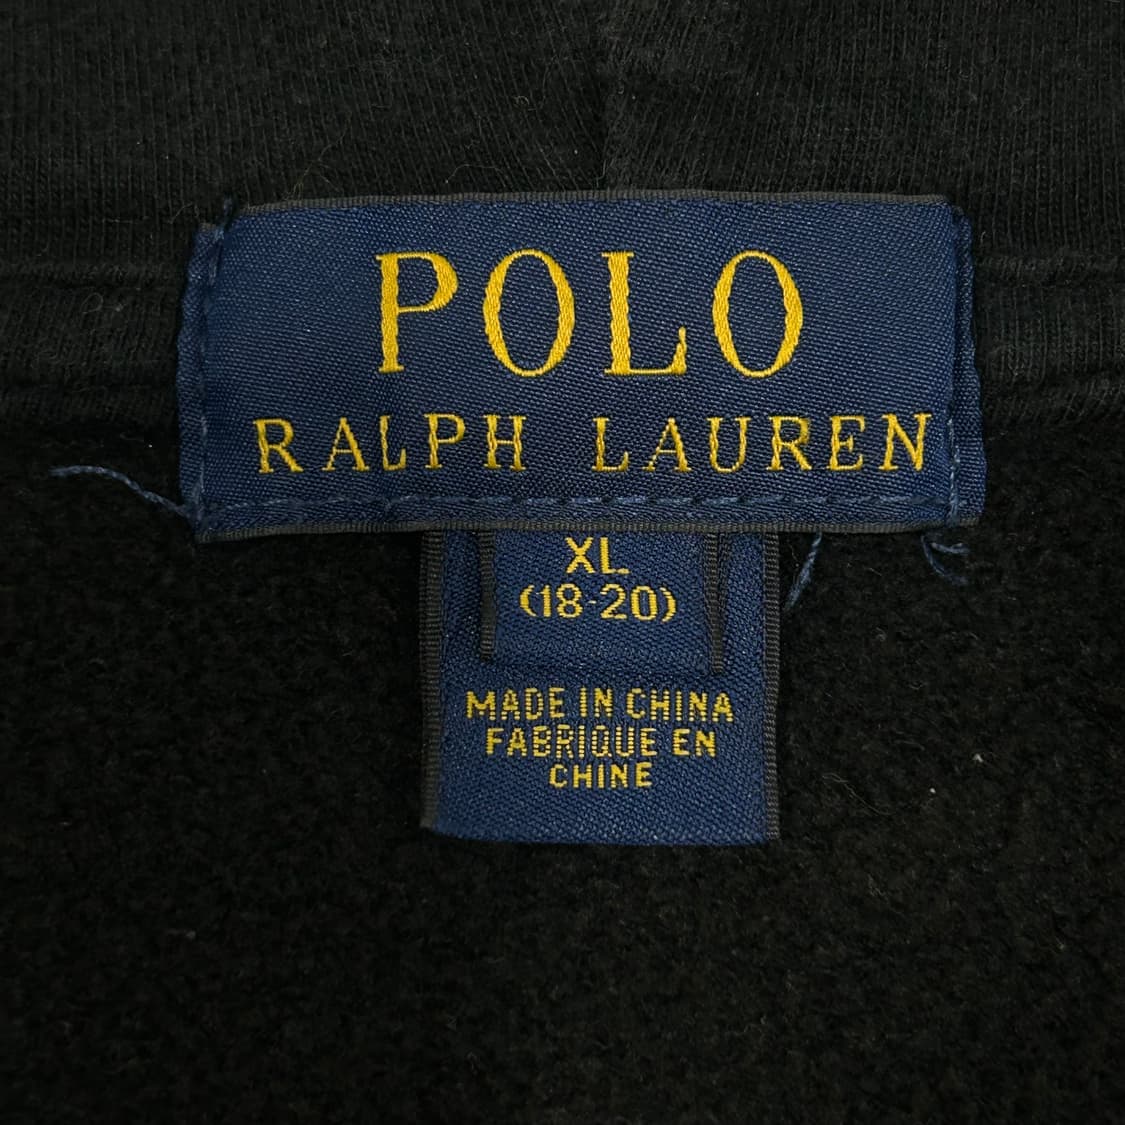 POLO
RALPH LAUREN
XL
(18-20)
MADE IN CHINA
FABRIQUE EN
CHINE